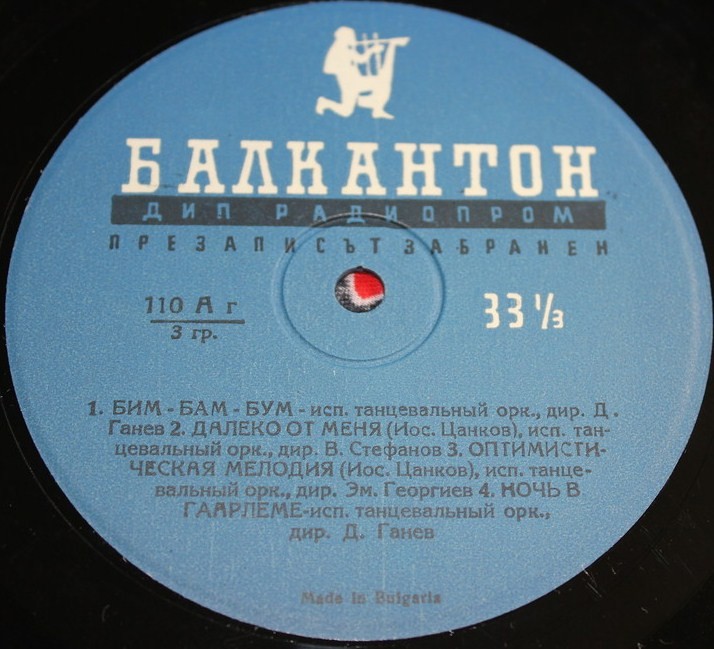 БАЛКАНТОН
ДИП РАДИОПРОМ
ПРЕЗАПИСЪТ ЗАБРАНЕН
110 А г
3 гр.
33 1/3
1. БИМ - БАМ - БУМ - исп. танцевальный орк., дир. Д.
Ганев 2. ДАЛЕКО ОТ МЕНЯ (Иос. Цанков), исп. тан-
цевальный орк., дир. В. Стефанов 3. ОПТИМИСТИ-
ЧЕСКАЯ МЕЛОДИЯ (Иос. Цанков), исп. танце-
вальный орк., дир. Эм. Георгиев 4. НОЧЬ В
ГААРЛЕМЕ-исп. танцевальный орк.,
дир. Д. Ганев
Made in Bulgaria